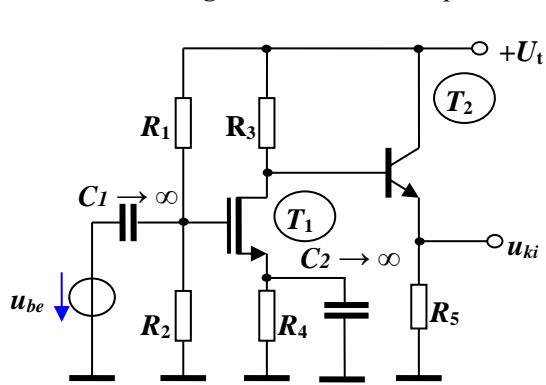 +Ut
T2
R1
R3
C1 → ∞
T1
C2 → ∞
uki
ube
R2
R4
R5